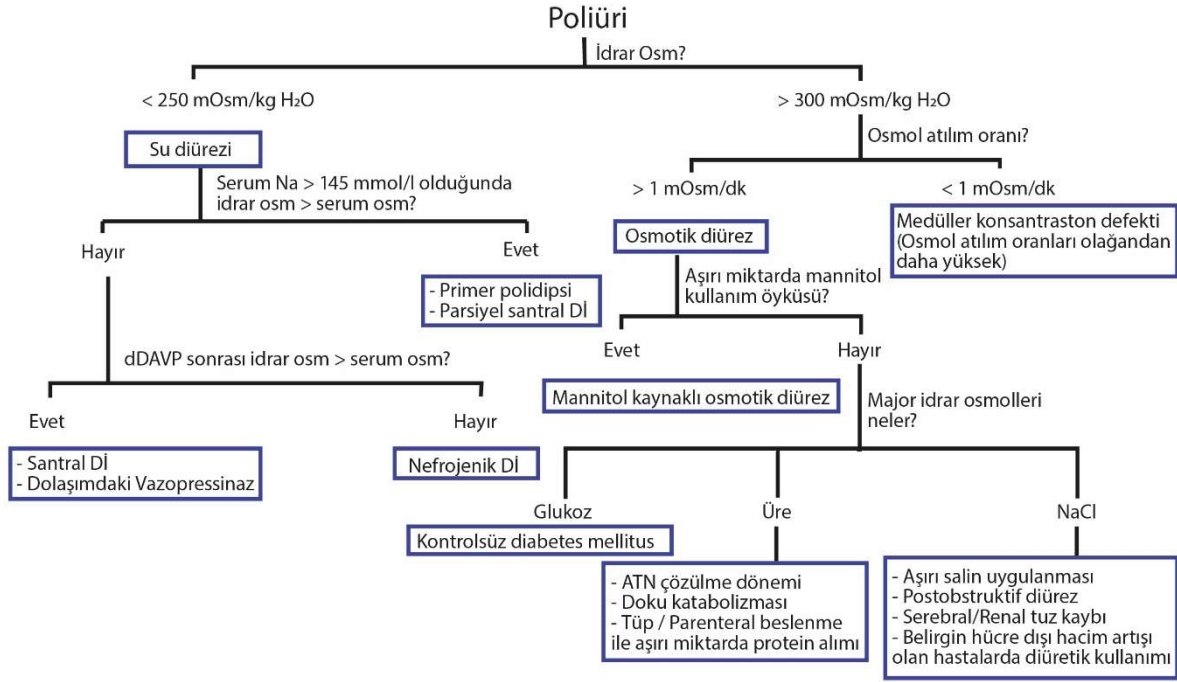 Poliüri
İdrar Osm?
< 250 mOsm/kg H₂O
> 300 mOsm/kg H₂O
Su diürezi
Osmol atılım oranı?
Serum Na > 145 mmol/l olduğunda
idrar osm > serum osm?
> 1 mOsm/dk
< 1 mOsm/dk
Hayır
Evet
Osmotik diürez
Medüller konsantraston defekti
(Osmol atılım oranları olağandan
daha yüksek)
- Primer polidipsi
- Parsiyel santral Dİ
Aşırı miktarda mannitol
kullanım öyküsü?
Evet
Hayır
dDAVP sonrası idrar osm > serum osm?
Mannitol kaynaklı osmotik diürez
Evet
Hayır
Major idrar osmolleri
neler?
- Santral Dİ
- Dolaşımdaki Vazopressinaz
Nefrojenik Dİ
Glukoz
Üre
NaCl
Kontrolsüz diabetes mellitus
- ATN çözülme dönemi
- Doku katabolizması
- Tüp / Parenteral beslenme
ile aşırı miktarda protein alımı
- Aşırı salin uygulanması
- Postobstruktif diürez
- Serebral/Renal tuz kaybı
- Belirgin hücre dışı hacim artışı
olan hastalarda diüretik kullanımı